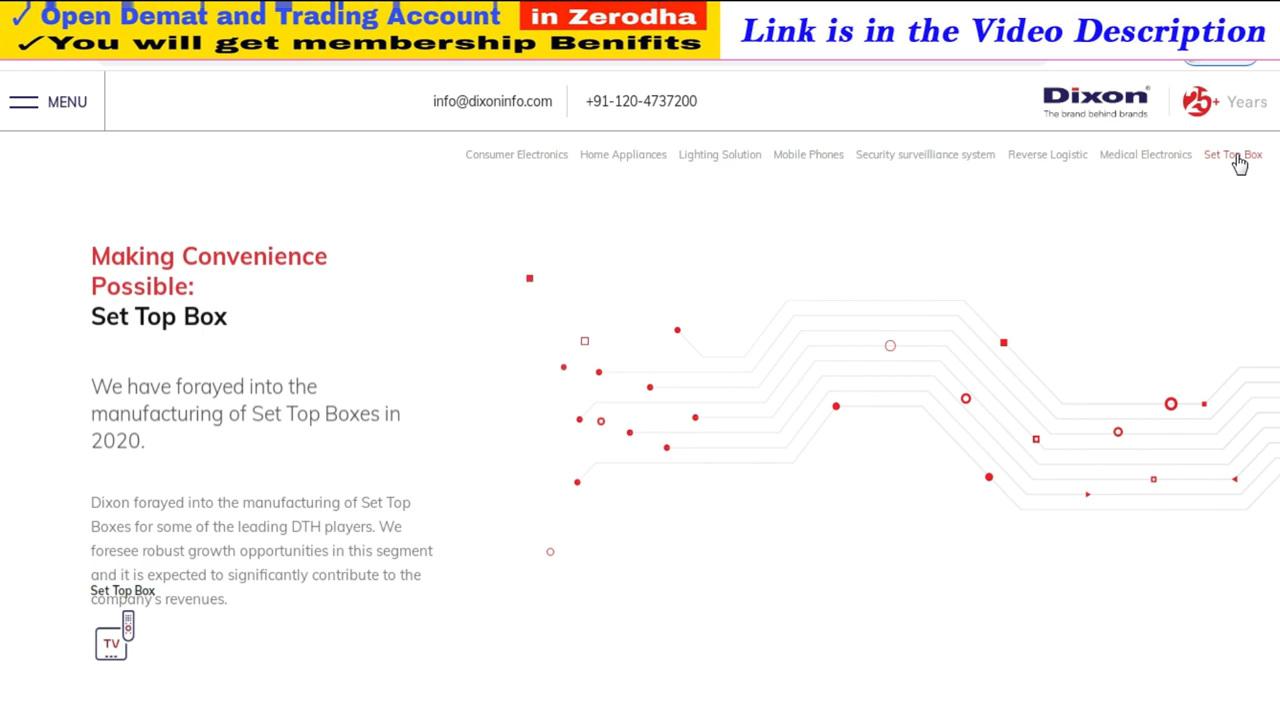 ✓ Open Demat and Trading Account in Zerodha
✓You will get membership Benifits
Link is in the Video Description
MENU
info@dixoninfo.com
+91-120-4737200
Dixon
The brand behind brands
25+ Years
Consumer Electronics Home Appliances Lighting Solution Mobile Phones Security surveilliance system Reverse Logistic Medical Electronics Set Top Box
Making Convenience
Possible:
Set Top Box
We have forayed into the
manufacturing of Set Top Boxes in
2020.
Dixon forayed into the manufacturing of Set Top
Boxes for some of the leading DTH players. We
foresee robust growth opportunities in this segment
and it is expected to significantly contribute to the
Set Top Box
company's revenues.
TV